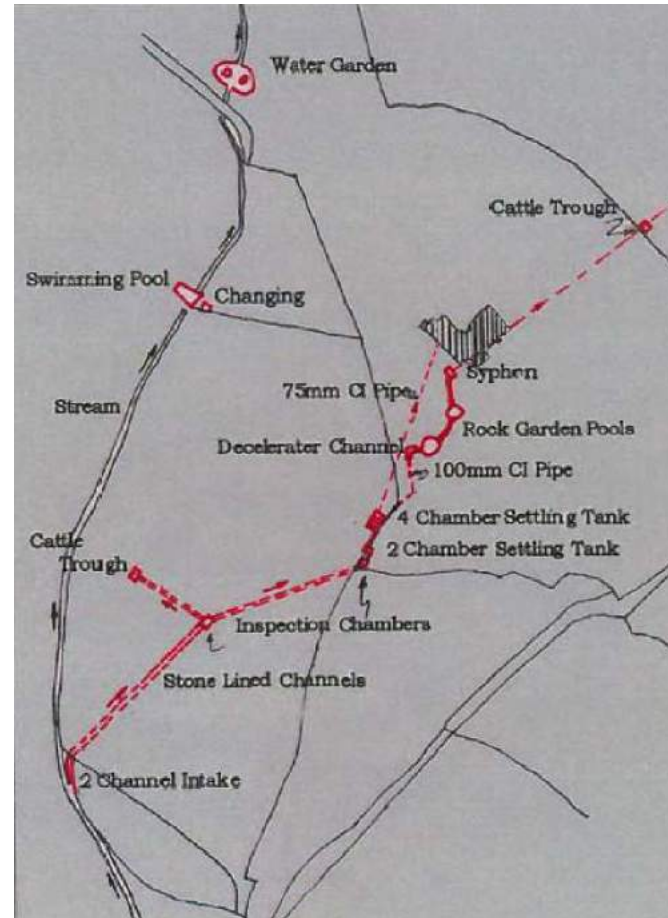 Water Garden
Cattle Trough
Swimming Pool
Changing
Syphen
75mm CI Pipe
Stream
Rock Garden Pools
Decelerater Channel
100mm CI Pipe
4 Chamber Settling Tank
Cattle
Trough
2 Chamber Settling Tank
Inspection Chambers
Stone Lined Channels
2 Channel Intake